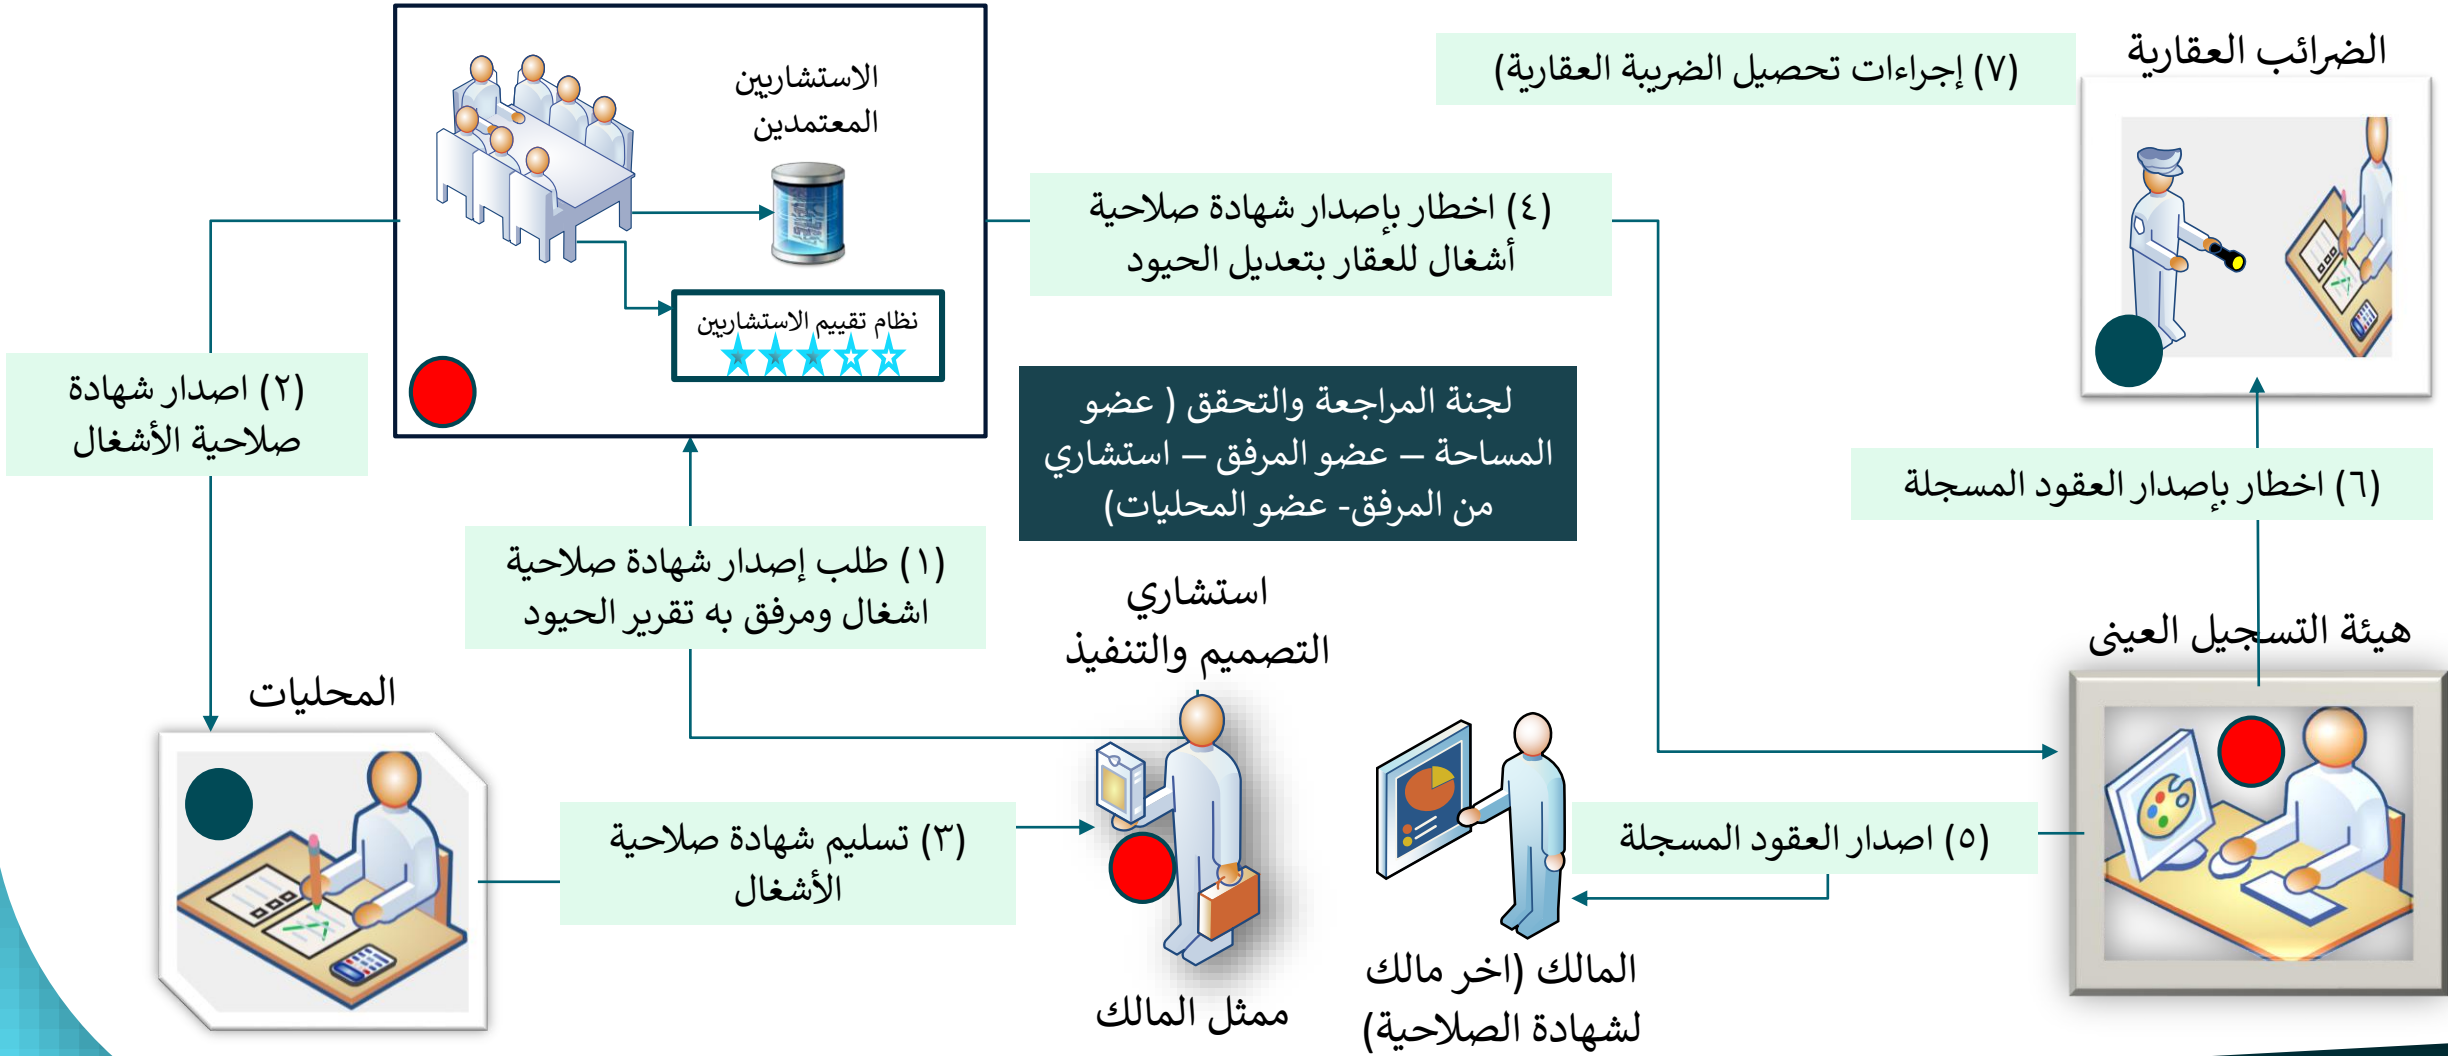 الضرائب العقارية
(٧) إجراءات تحصيل الضريبة العقارية)
الاستشاريين
المعتمدين
نظام تقييم الاستشاريين
(٤) اخطار بإصدار شهادة صلاحية
أشغال للعقار بتعديل الحيود
(٢) اصدار شهادة
صلاحية الأشغال
لجنة المراجعة والتحقق ( عضو
المساحة – عضو المرفق – استشاري
من المرفق- عضو المحليات)
(٦) اخطار بإصدار العقود المسجلة
(١) طلب إصدار شهادة صلاحية
اشغال ومرفق به تقرير الحيود
استشاري
التصميم والتنفيذ
هيئة التسجيل العينى
المحليات
(٣) تسليم شهادة صلاحية
الأشغال
(٥) اصدار العقود المسجلة
المالك (اخر مالك
لشهادة الصلاحية)
ممثل المالك